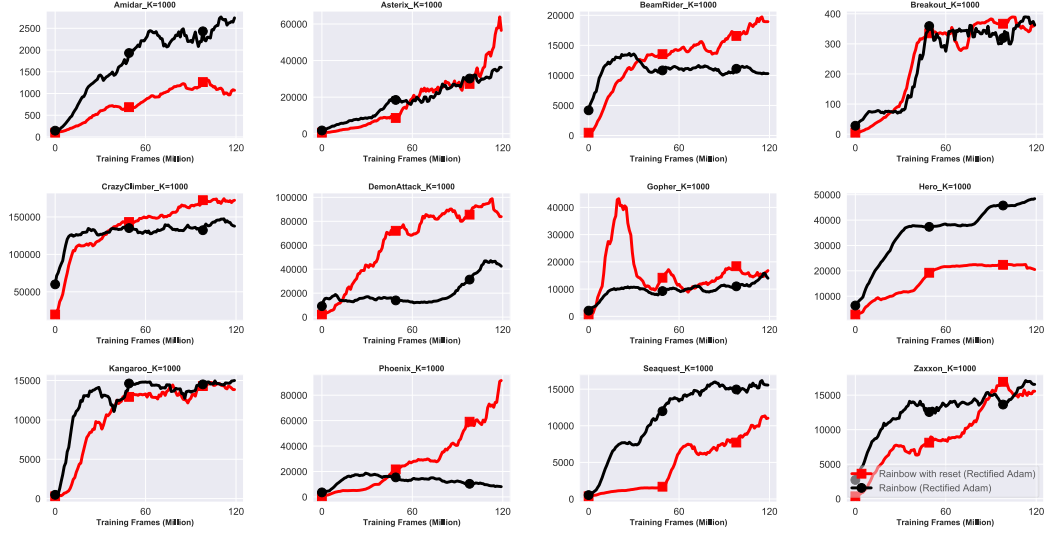 Amidar_K=1000
Asterix_K=1000
BeamRider_K=1000
Breakout_K=1000
2500
2000
1500
1000
500
0
60000
40000
20000
0
20000
15000
10000
5000
0
400
300
200
100
0
0 60 120
0 60 120
0 60 120
0 60 120
Training Frames (Million)
Training Frames (Million)
Training Frames (Million)
Training Frames (Million)
CrazyClimber_K=1000
DemonAttack_K=1000
Gopher_K=1000
Hero_K=1000
150000
100000
50000
100000
80000
60000
40000
20000
0
40000
30000
20000
10000
0
50000
40000
30000
20000
10000
0 60 120
0 60 120
0 60 120
0 60 120
Training Frames (Million)
Training Frames (Million)
Training Frames (Million)
Training Frames (Million)
Kangaroo_K=1000
Phoenix_K=1000
Seaquest_K=1000
Zaxxon_K=1000
15000
10000
5000
0
80000
60000
40000
20000
0
15000
10000
5000
0
15000
10000
5000
0
Rainbow with reset (Rectified Adam)
Rainbow (Rectified Adam)
0 60 120
0 60 120
0 60 120
0 60 120
Training Frames (Million)
Training Frames (Million)
Training Frames (Million)
Training Frames (Million)